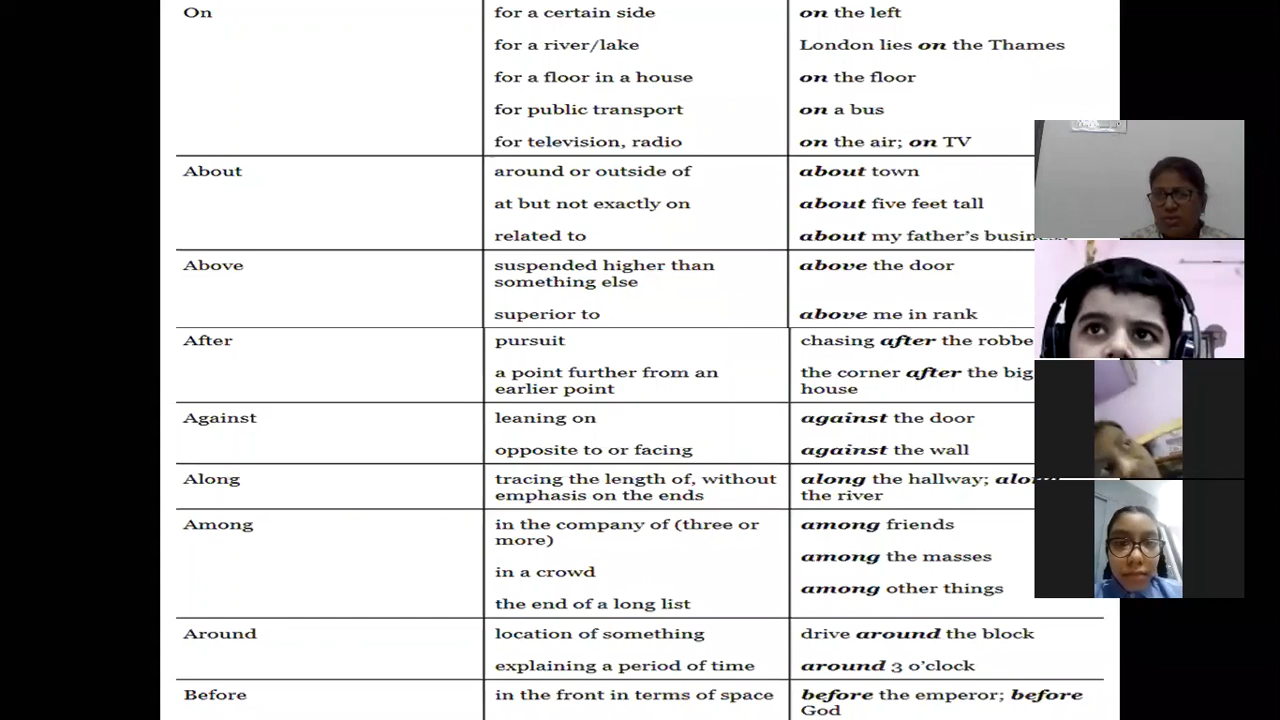 On
for a certain side
on the left
for a river/lake
London lies on the Thames
for a floor in a house
on the floor
for public transport
on a bus
for television, radio
on the air; on TV
About
around or outside of
about town
at but not exactly on
about five feet tall
related to
about my father's busin
Above
suspended higher than
something else
above the door
superior to
above me in rank
After
pursuit
chasing after the robbe
a point further from an
earlier point
the corner after the big
house
Against
leaning on
against the door
opposite to or facing
against the wall
Along
tracing the length of, without
emphasis on the ends
along the hallway; along
the river
Among
in the company of (three or
more)
among friends
in a crowd
among the masses
the end of a long list
among other things
Around
location of something
drive around the block
explaining a period of time
around 3 o'clock
Before
in the front in terms of space
before the emperor; before
God